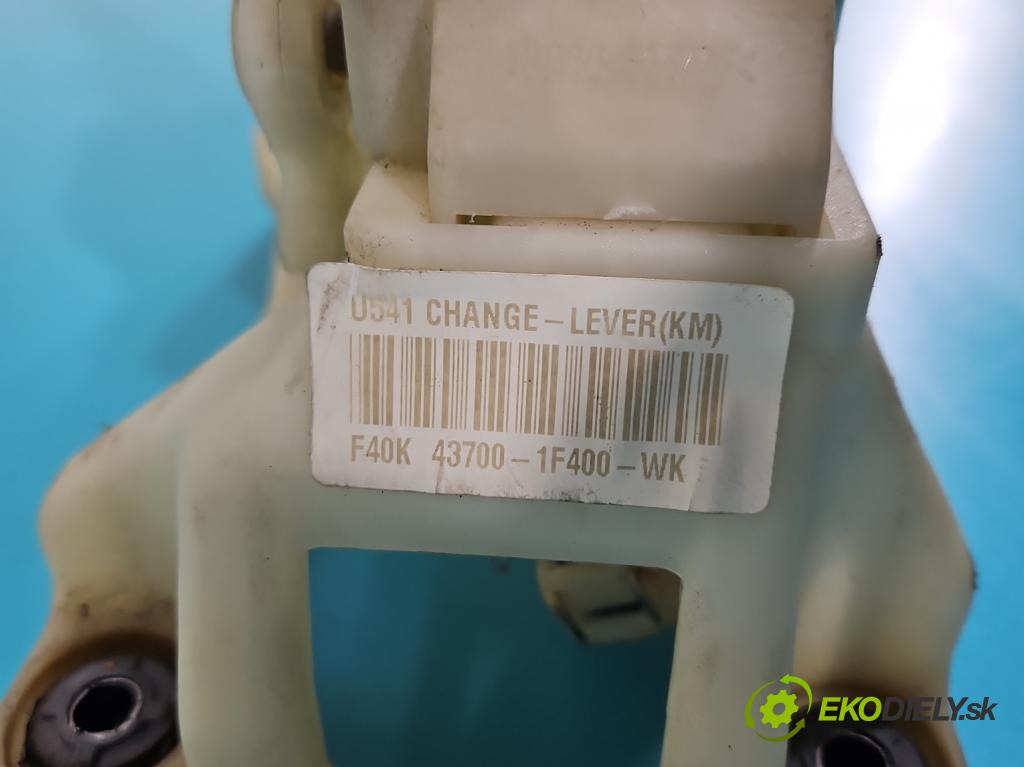 U541 CHANGE-LEVER(KM)
F40K 43700-1F400-WK
EKODIELY.sk